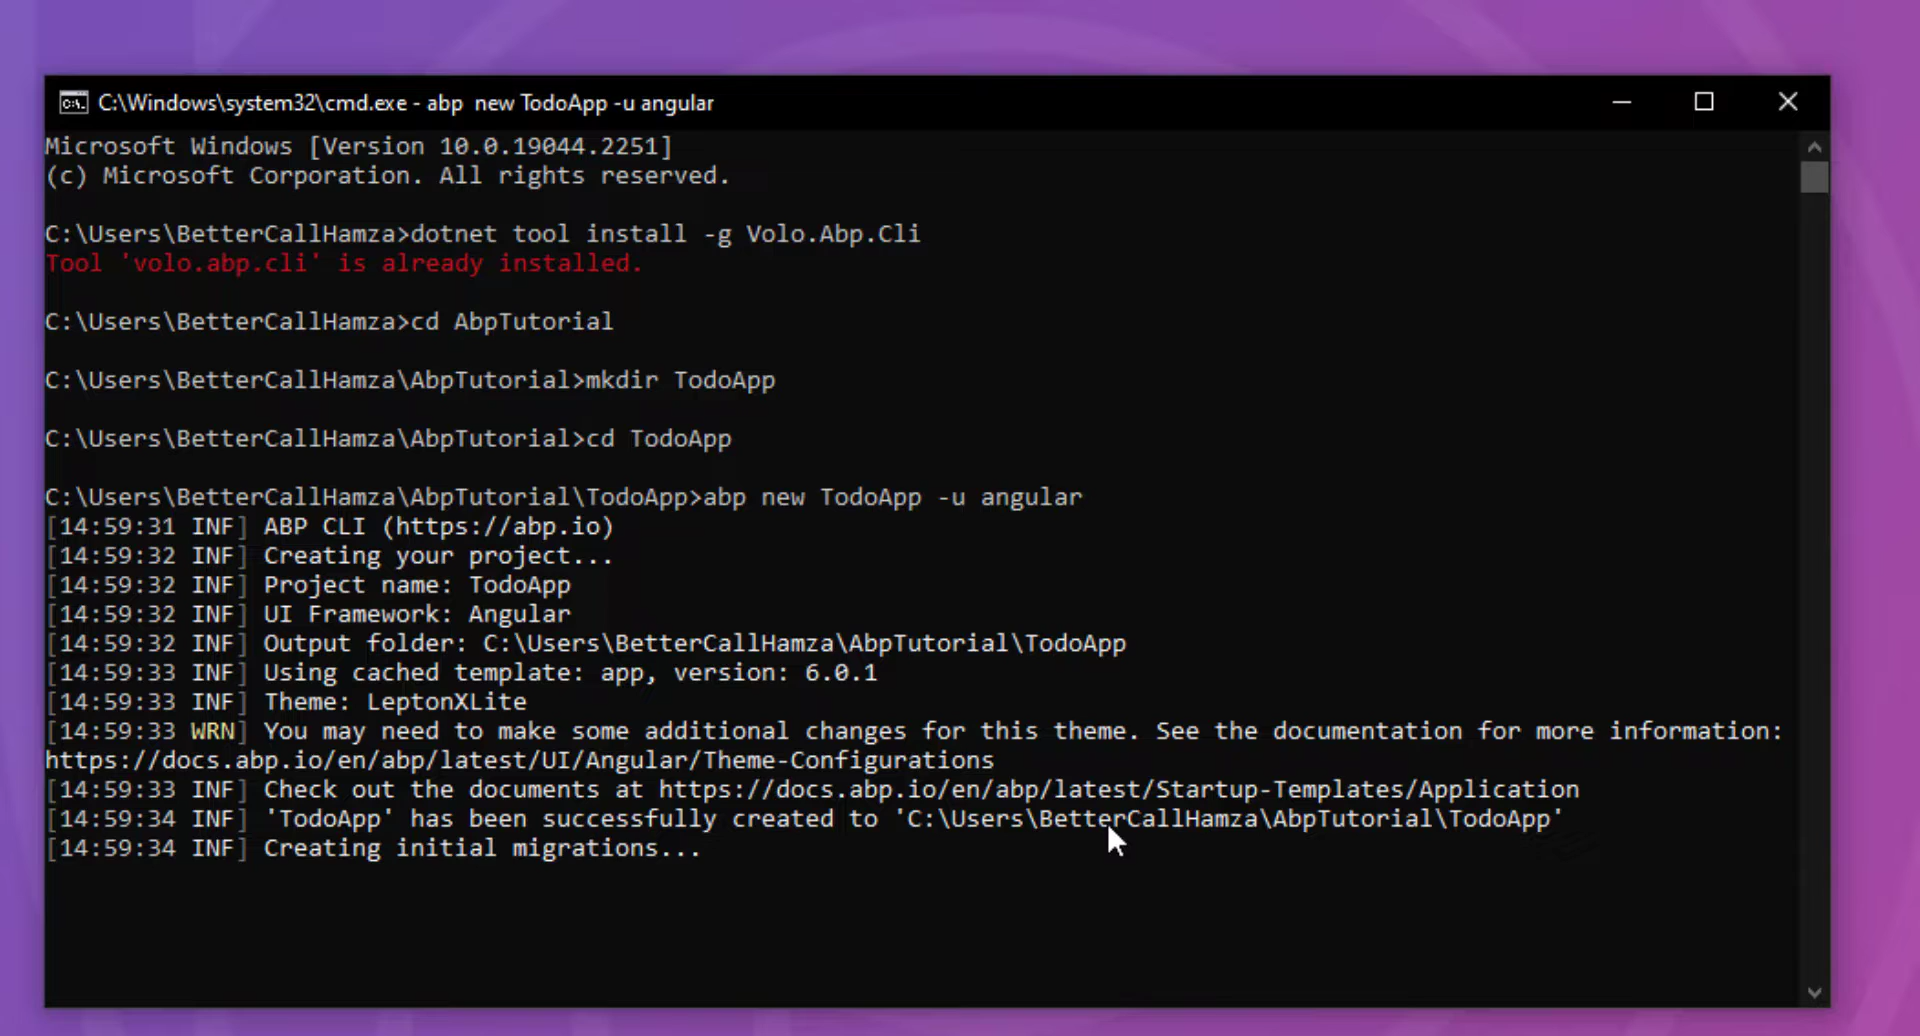 C:\Windows\system32\cmd.exe - abp  new TodoApp -u angular
Microsoft Windows [Version 10.0.19044.2251]
(c) Microsoft Corporation. All rights reserved.
C:\Users\BetterCallHamza>dotnet tool install -g Volo.Abp.Cli
Tool 'volo.abp.cli' is already installed.
C:\Users\BetterCallHamza>cd AbpTutorial
C:\Users\BetterCallHamza\AbpTutorial>mkdir TodoApp
C:\Users\BetterCallHamza\AbpTutorial>cd TodoApp
C:\Users\BetterCallHamza\AbpTutorial\TodoApp>abp new TodoApp -u angular
[14:59:31 INF] ABP CLI (https://abp.io)
[14:59:32 INF] Creating your project...
[14:59:32 INF] Project name: TodoApp
[14:59:32 INF] UI Framework: Angular
[14:59:32 INF] Output folder: C:\Users\BetterCallHamza\AbpTutorial\TodoApp
[14:59:33 INF] Using cached template: app, version: 6.0.1
[14:59:33 INF] Theme: LeptonXLite
[14:59:33 WRN] You may need to make some additional changes for this theme. See the documentation for more information:
https://docs.abp.io/en/abp/latest/UI/Angular/Theme-Configurations
[14:59:33 INF] Check out the documents at https://docs.abp.io/en/abp/latest/Startup-Templates/Application
[14:59:34 INF] 'TodoApp' has been successfully created to 'C:\Users\BetterCallHamza\AbpTutorial\TodoApp'
[14:59:34 INF] Creating initial migrations...